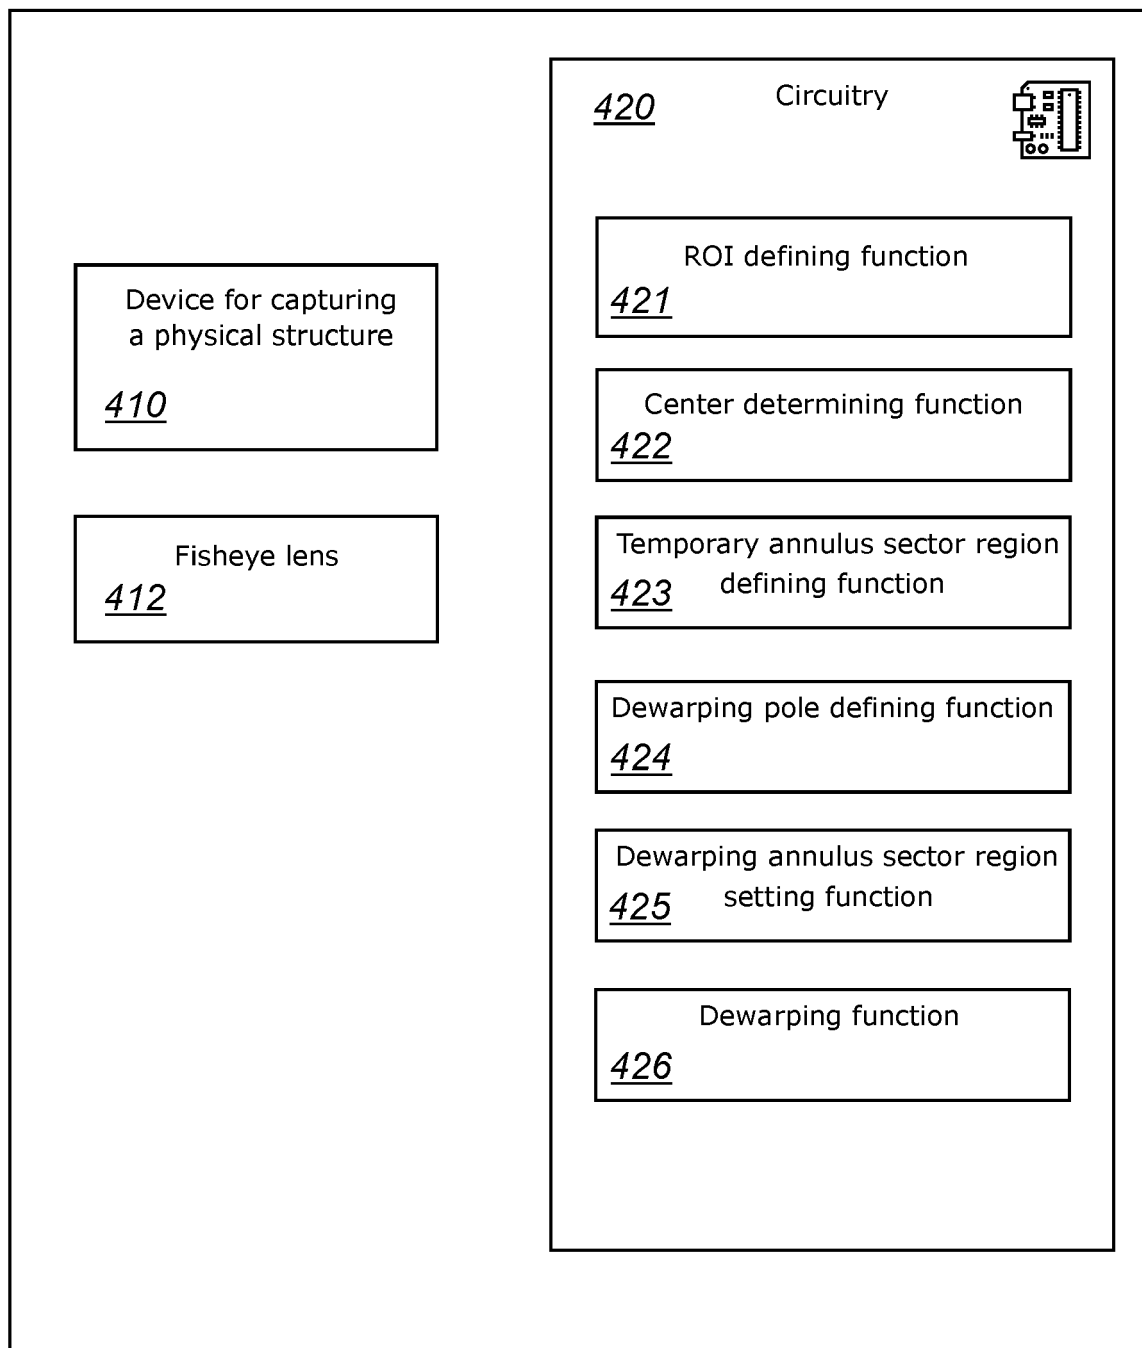 420
Circuitry
ROI defining function
421
Device for capturing
a physical structure
410
Center determining function
422
Fisheye lens
412
Temporary annulus sector region
defining function
423
Dewarping pole defining function
424
Dewarping annulus sector region
setting function
425
Dewarping function
426